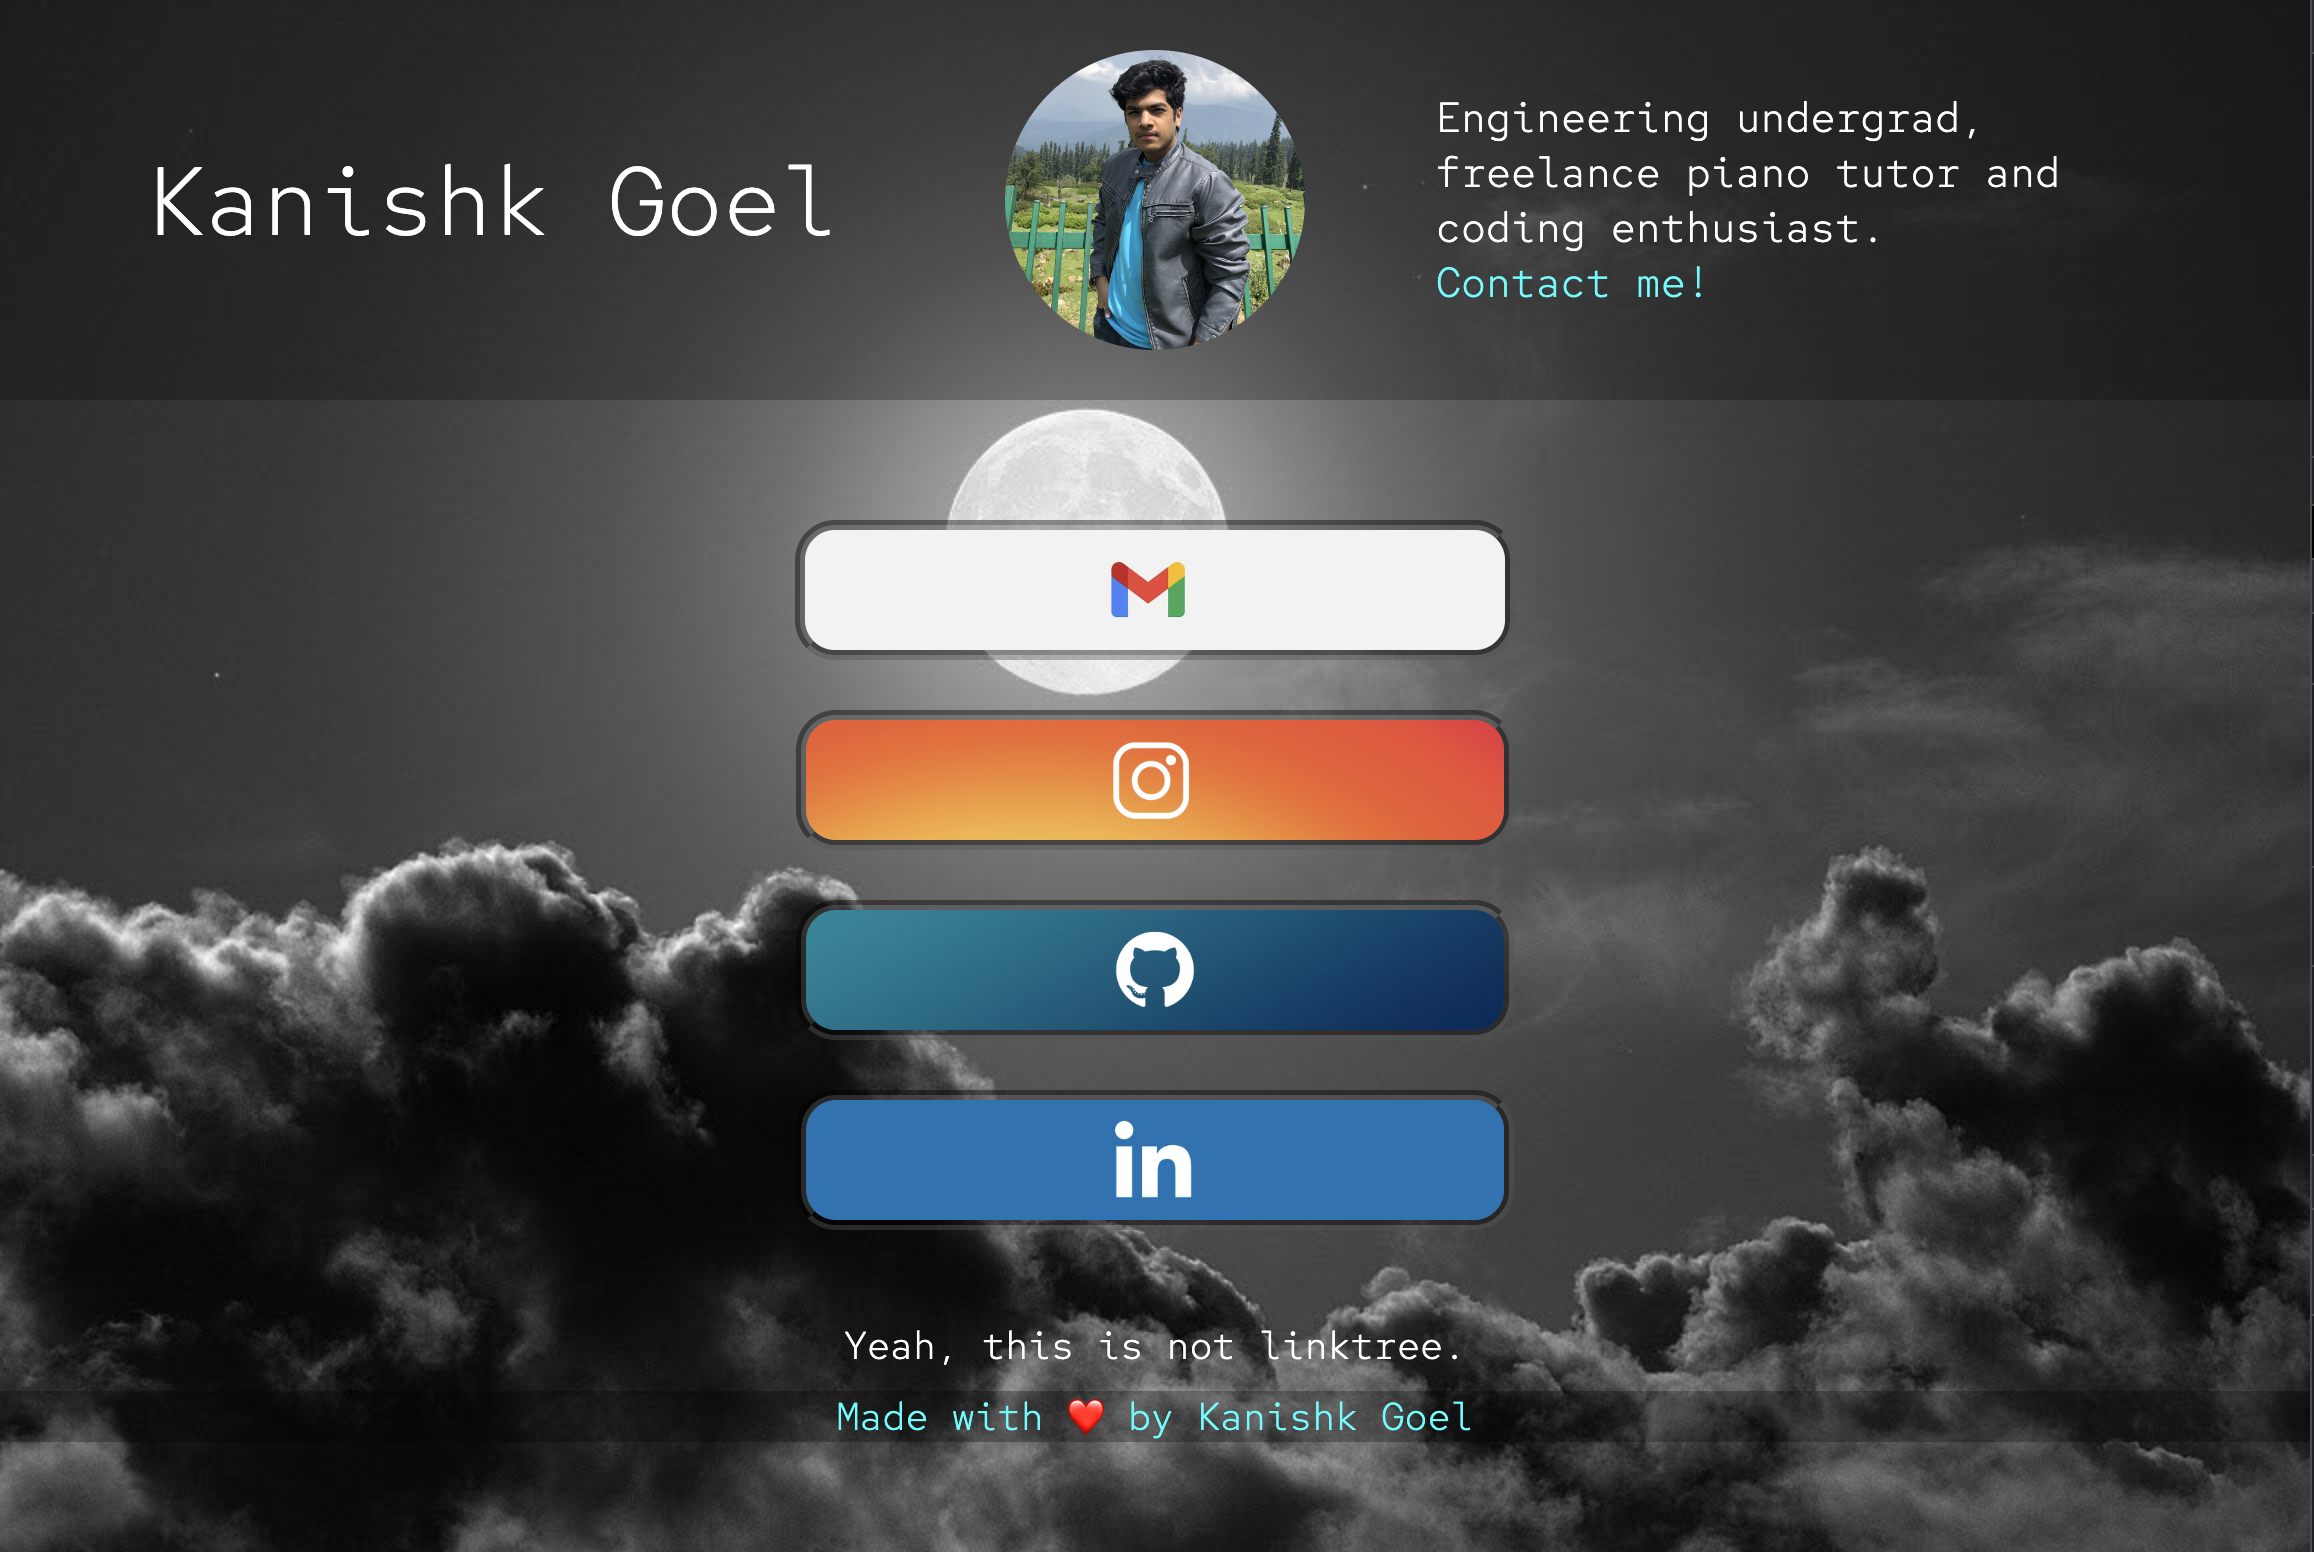 Kanishk Goel
Engineering undergrad,
freelance piano tutor and
coding enthusiast.
Contact me!
in
Yeah, this is not linktree.
Made with ❤️ by Kanishk Goel